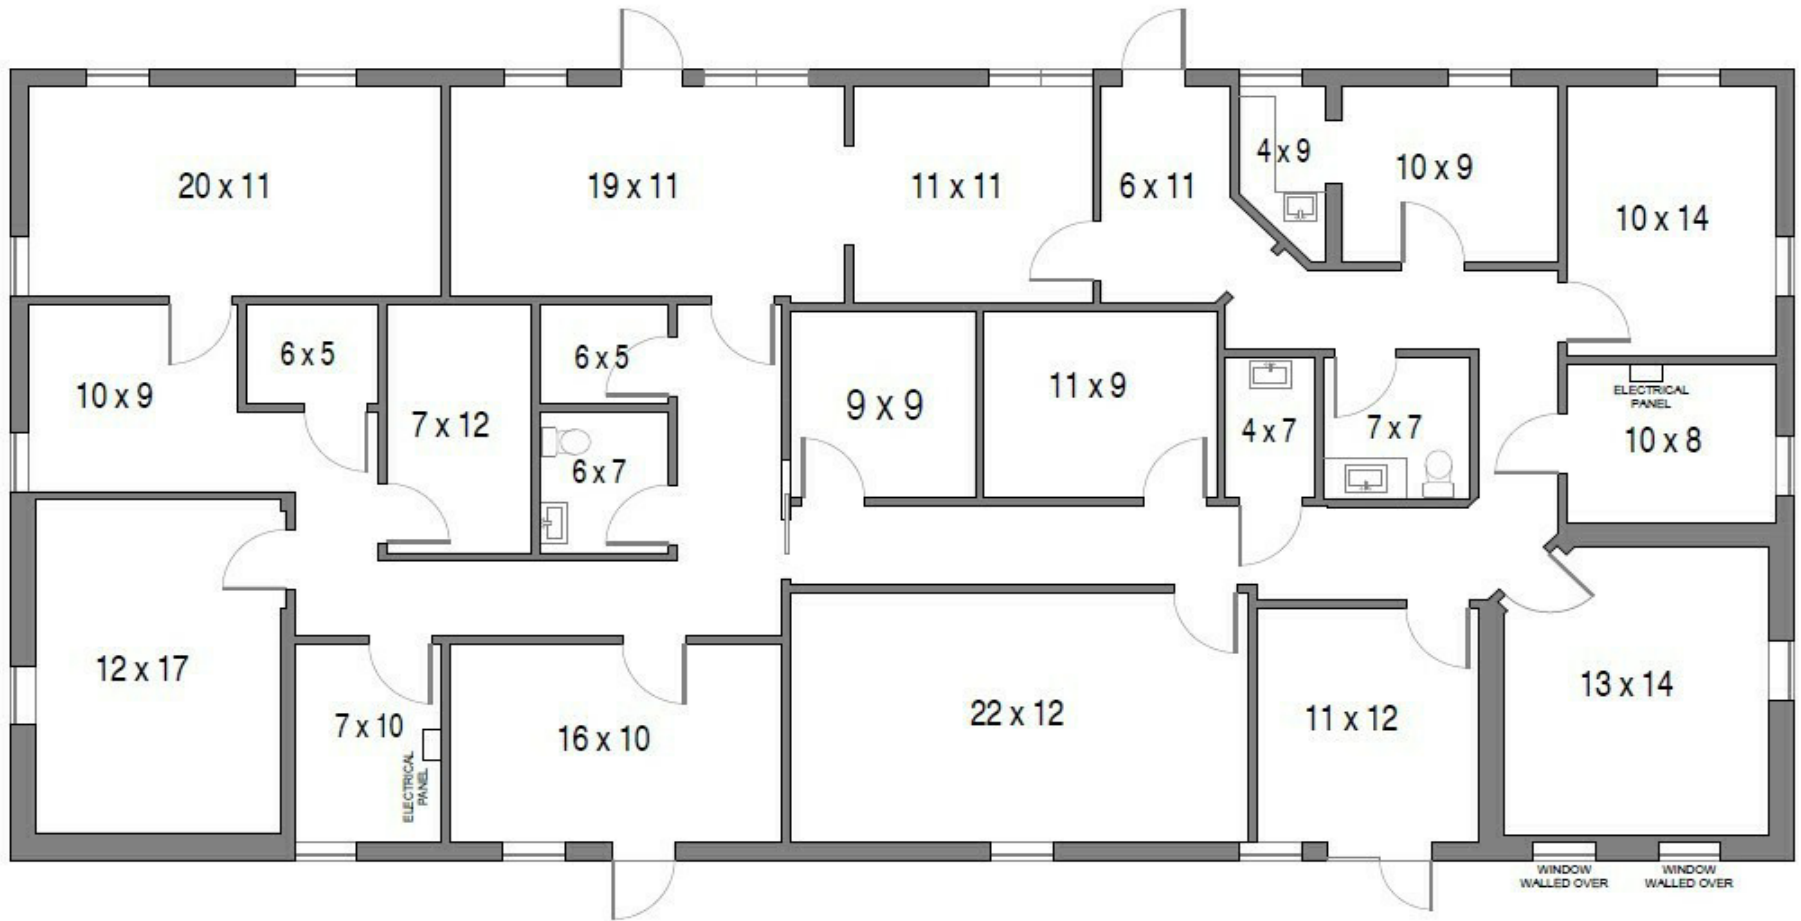 20 x 11
19 x 11
11 x 11
6 x 11
4 x 9
10 x 9
10 x 14
10 x 9
6 x 5
7 x 12
6 x 5
6 x 7
9 x 9
11 x 9
4 x 7
7 x 7
ELECTRICAL
PANEL
10 x 8
12 x 17
7 x 10
ELECTRICAL
PANEL
16 x 10
22 x 12
11 x 12
13 x 14
WINDOW
WALLED OVER
WINDOW
WALLED OVER